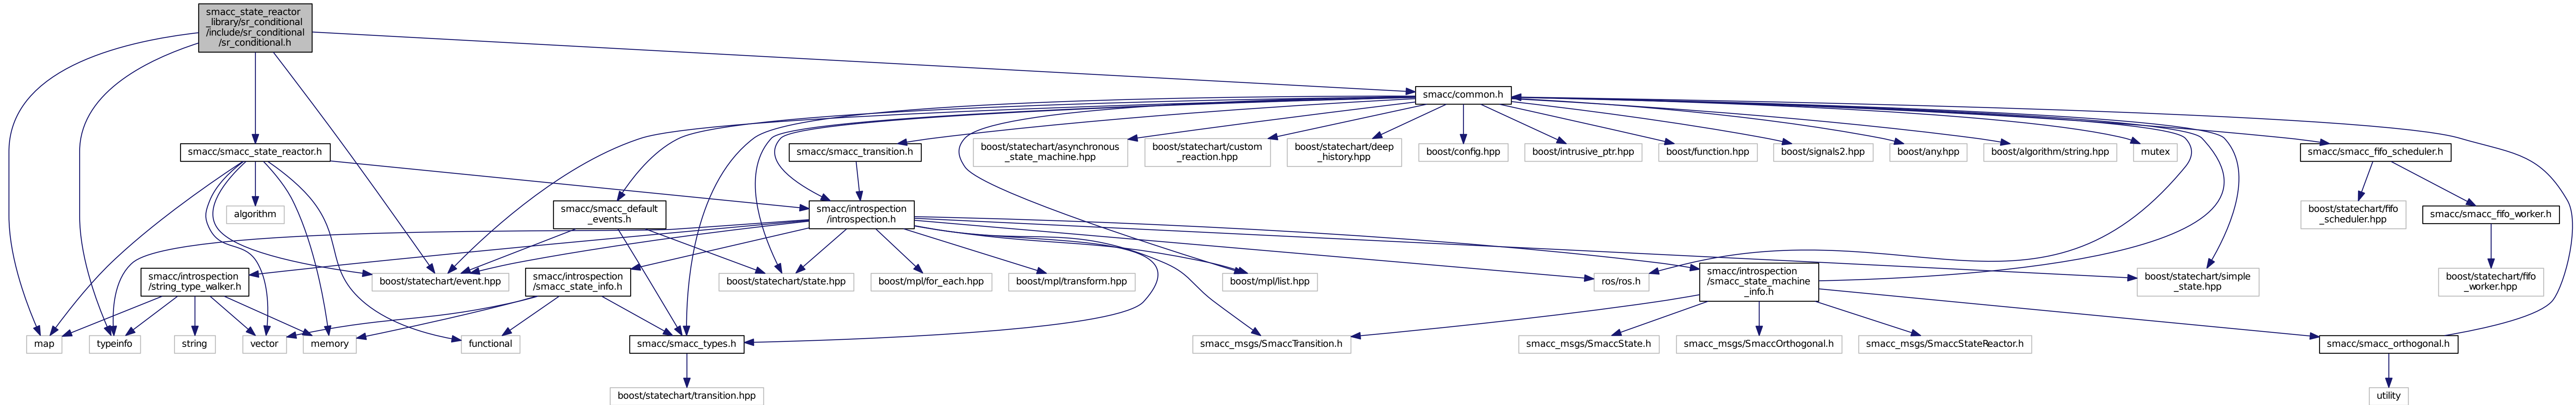 smacc_state_reactor
_library/sr_conditional
/include/sr_conditional
/sr_conditional.h
smacc/common.h
smacc/smacc_state_reactor.h
smacc/smacc_transition.h
boost/statechart/asynchronous
_state_machine.hpp
boost/statechart/custom
_reaction.hpp
boost/statechart/deep
_history.hpp
boost/config.hpp
boost/intrusive_ptr.hpp
boost/function.hpp
boost/signals2.hpp
boost/any.hpp
boost/algorithm/string.hpp
mutex
smacc/smacc_fifo_scheduler.h
algorithm
smacc/smacc_default
_events.h
smacc/introspection
/introspection.h
boost/statechart/fifo
_scheduler.hpp
smacc/smacc_fifo_worker.h
smacc/introspection
/string_type_walker.h
boost/statechart/event.hpp
smacc/introspection
/smacc_state_info.h
boost/statechart/state.hpp
boost/mpl/for_each.hpp
boost/mpl/transform.hpp
boost/mpl/list.hpp
ros/ros.h
smacc/introspection
/smacc_state_machine
_info.h
boost/statechart/simple
_state.hpp
boost/statechart/fifo
_worker.hpp
map
typeinfo
string
vector
memory
functional
smacc/smacc_types.h
smacc_msgs/SmaccTransition.h
smacc_msgs/SmaccState.h
smacc_msgs/SmaccOrthogonal.h
smacc_msgs/SmaccStateReactor.h
smacc/smacc_orthogonal.h
boost/statechart/transition.hpp
utility